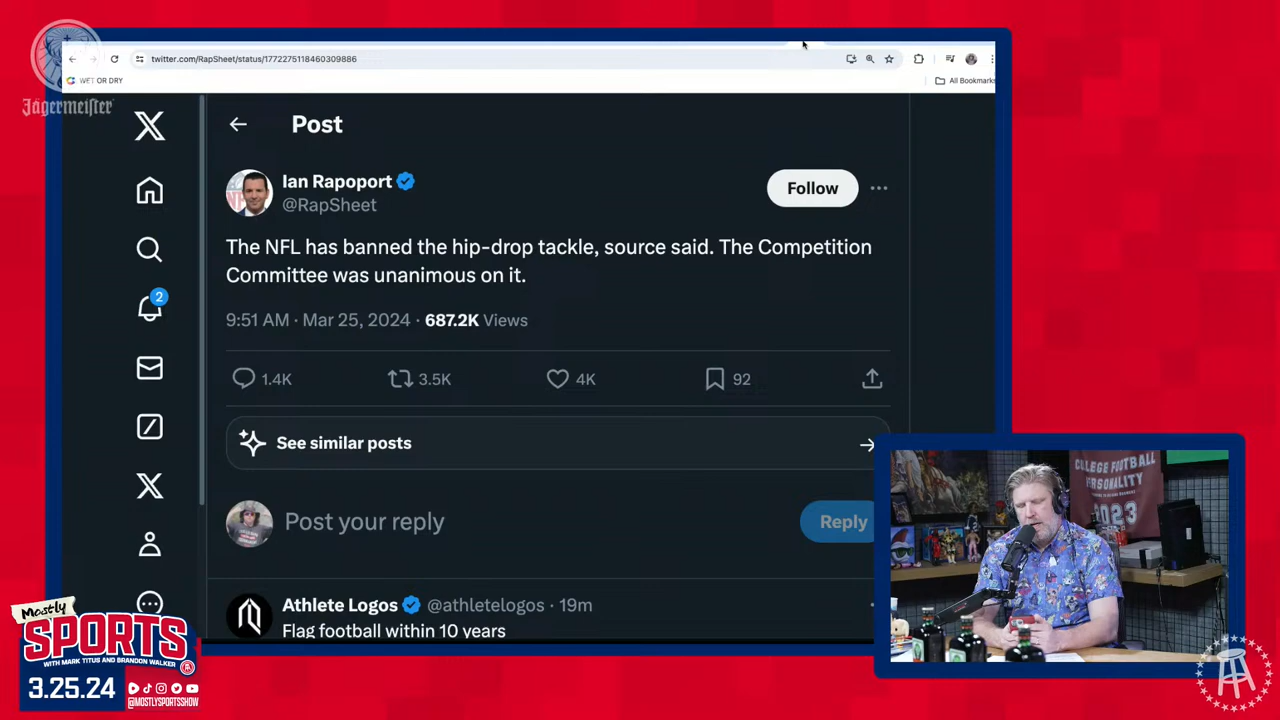 Jägermeister
twitter.com/RapSheet/status/1772275118460309886
WET OR DRY
All Bookmarks
Post
Ian Rapoport
@RapSheet
Follow
The NFL has banned the hip-drop tackle, source said. The Competition
Committee was unanimous on it.
9:51 AM · Mar 25, 2024 · 687.2K Views
1.4K
3.5K
4K
92
2
See similar posts
Post your reply
Reply
Athlete Logos @athletelogos · 19m
Flag football within 10 years
COLLEGE FOOTBALL
PERSONALITY
2023
Mostly
SPORTS
WITH MARK TITUS AND BRANDON WALKER
3.25.24
@MOSTLYSPORTSSHOW